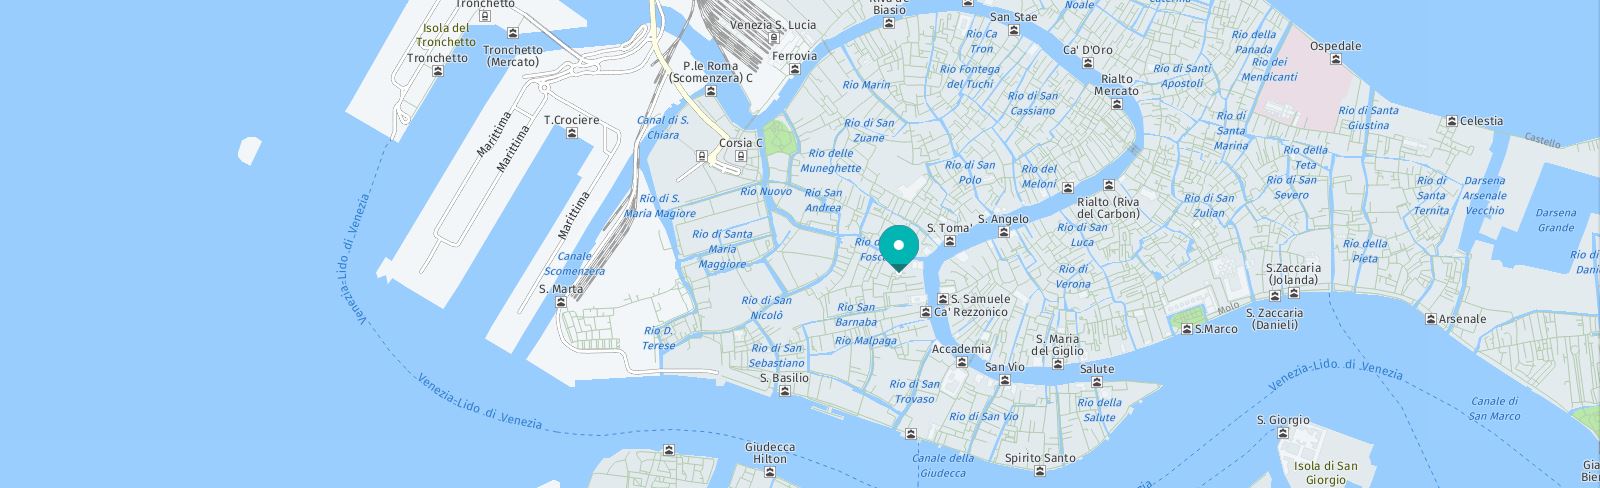 Tronchetto
Isola del
Tronchetto
Tronchetto
Tronchetto
(Mercato)
Venezia S. Lucia
Ferrovia
P.le Roma
(Scomenzera) C
Riva de
Biasio
San Stae
Noale
Rio Ca
Tron
Ca' D'Oro
Rio della
Panada
Rio dei
Mendicanti
Ospedale
Rio Marin
Rio Fontega
del Tuchi
Rio di San
Cassiano
Rialto
Mercato
Rio di Santi
Apostoli
Marittima
Marittima
T.Crociere
Canal di S.
Chiara
Corsia C
Rio di San
Zuane
Rio delle
Muneghette
Rio di
Santa
Marina
Rio di Santa
Giustina
Celestia
Castello
Rio Nuovo
Rio San
Andrea
Rio di San
Polo
Rio del
Meloni
Rio della
Teta
Rio di San
Severo
Rio di
Santa
Ternita
Darsena
Arsenale
Vecchio
Marittima
Rio di S.
Maria Magiore
Rio di Santa
Maria
Maggiore
S. Toma'
S. Angelo
Rialto (Riva
del Carbon)
Rio di San
Luca
Rio di San
Zulian
Rio della
Pieta
Darsena
Grande
Venezia-Lido di Venezia
Canale
Scomenzera
S. Marta
Rio di San
Nicolò
Rio di
Verona
S.Zaccaria
(Jolanda)
S. Samuele
Ca' Rezzonico
Rio San
Barnaba
Rio Malpaga
Molo
S.Marco
S. Zaccaria
(Danieli)
Arsenale
Rio D.
Terese
Rio di San
Sebastiano
S. Basilio
Accademia
S. Maria
del Giglio
San Vio
Salute
Rio di San
Trovaso
Rio di San Vio
Rio della
Salute
Venezia-Lido di Venezia
Venezia-Lido di Venezia
Canale di
San Marco
Giudecca
Hilton
Canale della
Giudecca
Spirito Santo
S. Giorgio
Isola di San
Giorgio
Venezia